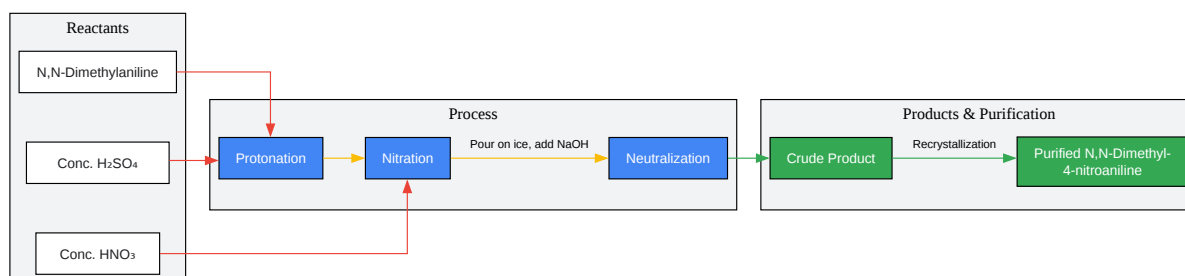 Reactants
N,N-Dimethylaniline
Conc. H₂SO₄
Conc. HNO₃
Process
Protonation
Nitration
Pour on ice, add NaOH
Neutralization
Products & Purification
Crude Product
Recrystallization
Purified N,N-Dimethyl-
4-nitroaniline